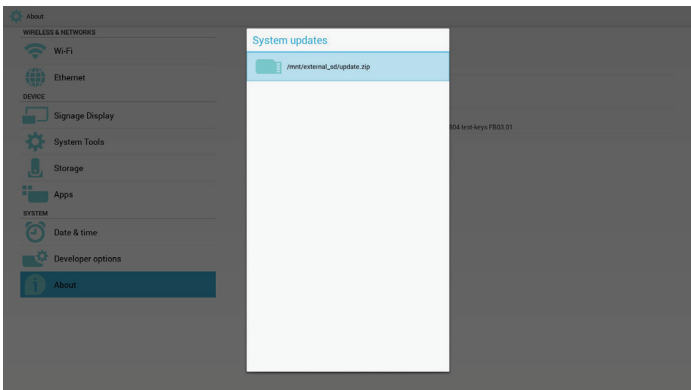 About
WIRELESS & NETWORKS
Wi-Fi
Ethernet
DEVICE
Signage Display
System Tools
Storage
Apps
SYSTEM
Date & time
Developer options
About
System updates
/mnt/external_sd/update.zip
804 test-keys FB03.01